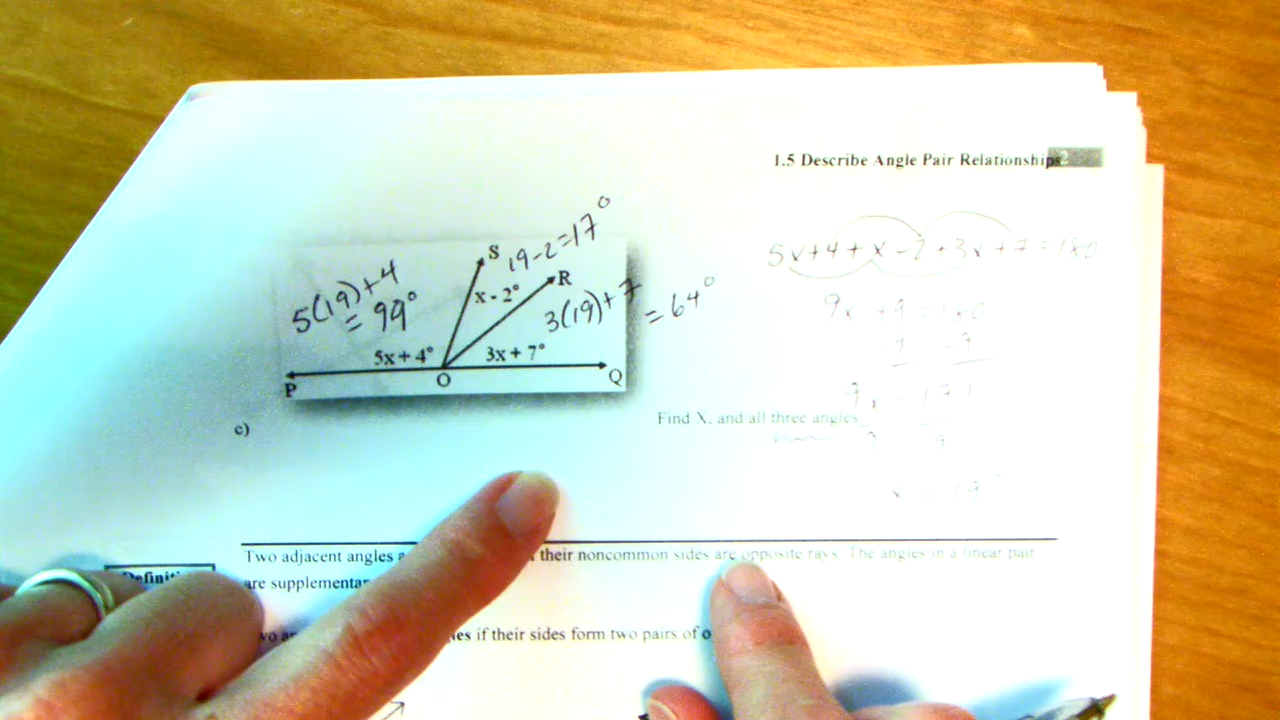 1.5 Describe Angle Pair Relationships 2
5x+4+x-2+3x+7=180
9x +9 =180
-9
9x = 171
9 9
x = 19
5(19)+4
= 99°
19-2=17°
3(19)+7
= 64°
S
R
x - 2°
5x + 4°
3x + 7°
P
O
Q
c)
Find X, and all three angles
Two adjacent angles their noncommon sides are opposite rays. The angles in a linear pair
are supplementar
if their sides form two pairs of o